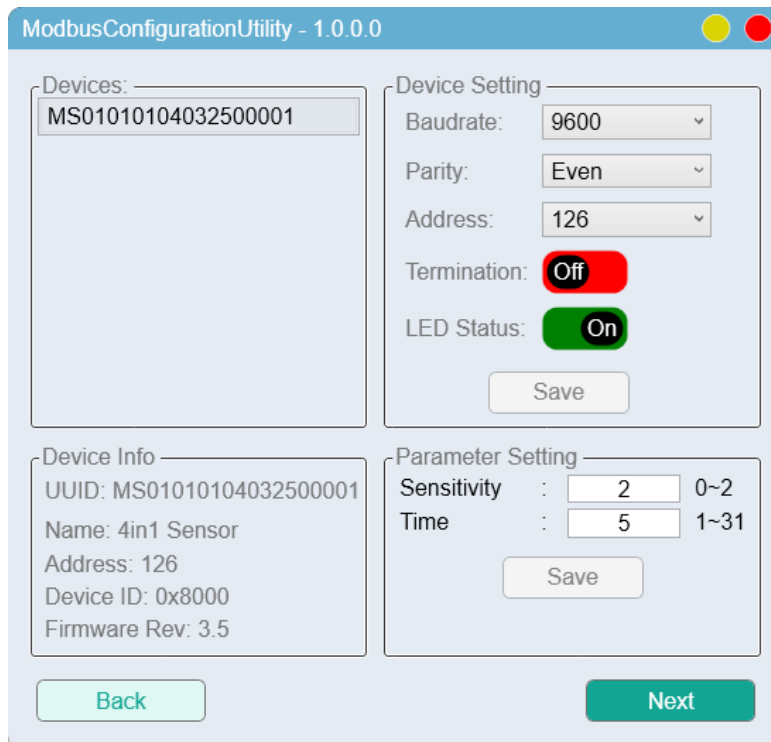 ModbusConfigurationUtility - 1.0.0.0
Devices:
MS01010104032500001
Device Setting
Baudrate: 9600
Parity: Even
Address: 126
Termination: Off
LED Status: On
Save
Device Info
UUID: MS01010104032500001
Name: 4in1 Sensor
Address: 126
Device ID: 0x8000
Firmware Rev: 3.5
Parameter Setting
Sensitivity : 2 0~2
Time : 5 1~31
Save
Back
Next